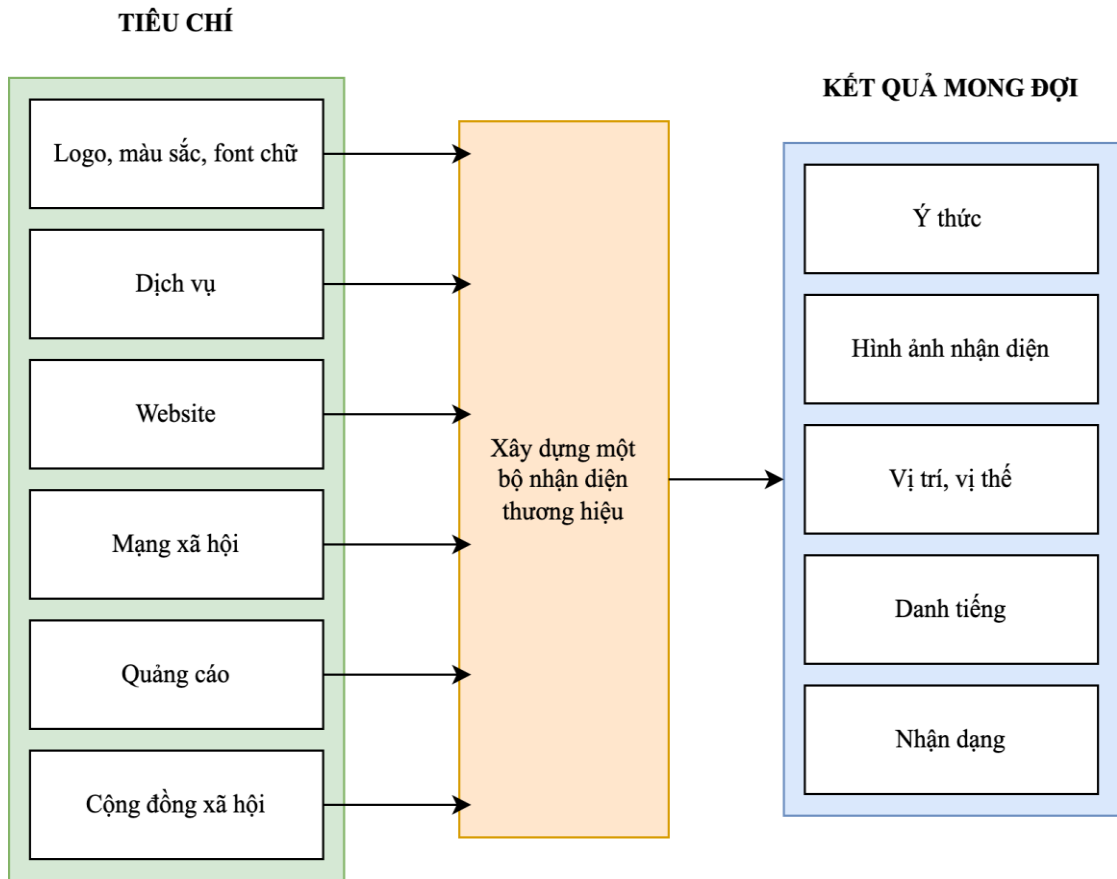 TIÊU CHÍ
Logo, màu sắc, font chữ
Dịch vụ
Website
Mạng xã hội
Quảng cáo
Cộng đồng xã hội
Xây dựng một
bộ nhận diện
thương hiệu
KẾT QUẢ MONG ĐỢI
Ý thức
Hình ảnh nhận diện
Vị trí, vị thế
Danh tiếng
Nhận dạng